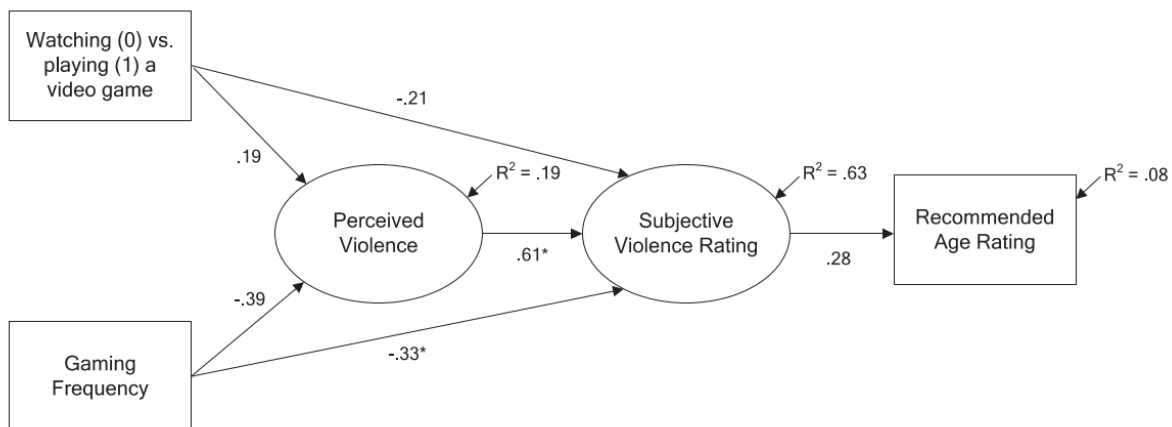 Watching (0) vs.
playing (1) a
video game
-.21
.19
R² = .19
R² = .63
R² = .08
Perceived
Violence
Subjective
Violence Rating
Recommended
Age Rating
.61*
.28
-.39
-.33*
Gaming
Frequency